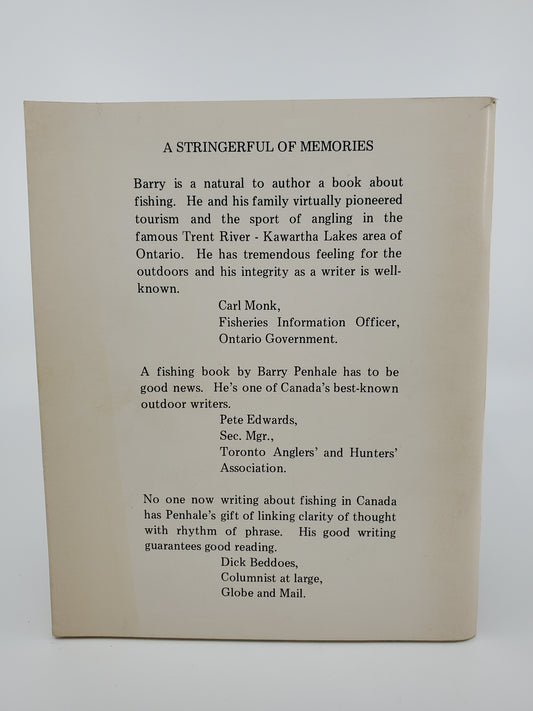 A STRINGERFUL OF MEMORIES
Barry is a natural to author a book about
fishing. He and his family virtually pioneered
tourism and the sport of angling in the
famous Trent River - Kawartha Lakes area of
Ontario. He has tremendous feeling for the
outdoors and his integrity as a writer is well-
known.
Carl Monk,
Fisheries Information Officer,
Ontario Government.
A fishing book by Barry Penhale has to be
good news. He's one of Canada's best-known
outdoor writers.
Pete Edwards,
Sec. Mgr.,
Toronto Anglers' and Hunters'
Association.
No one now writing about fishing in Canada
has Penhale's gift of linking clarity of thought
with rhythm of phrase. His good writing
guarantees good reading.
Dick Beddoes,
Columnist at large,
Globe and Mail.